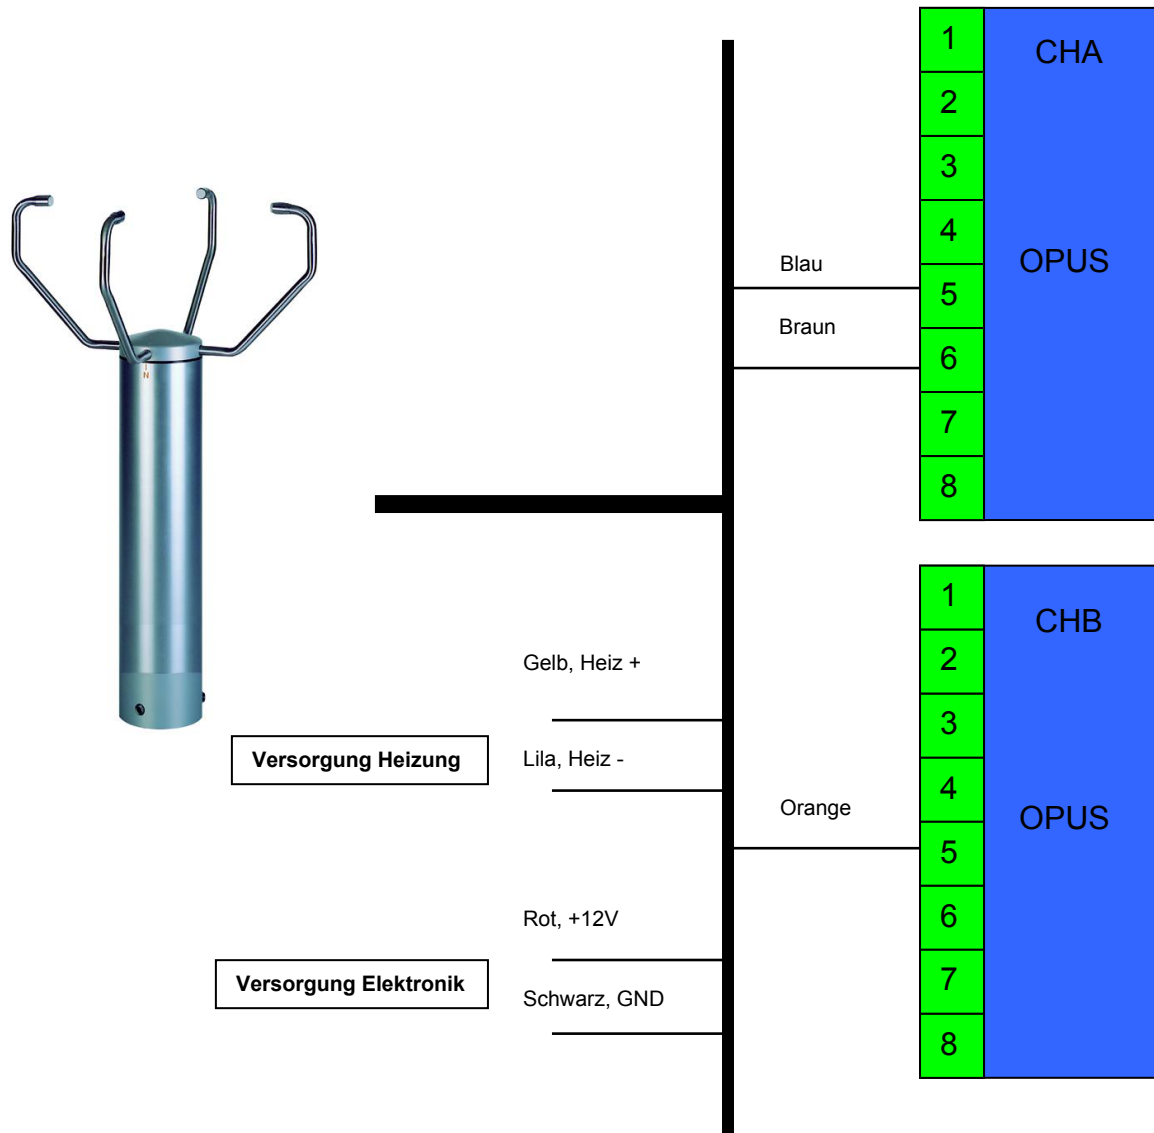 1
CHA
2
3
4
OPUS
Blau
5
Braun
6
7
8
N
1
CHB
2
3
4
OPUS
5
6
7
8
Gelb, Heiz +
Versorgung Heizung
Lila, Heiz -
Orange
Rot, +12V
Versorgung Elektronik
Schwarz, GND